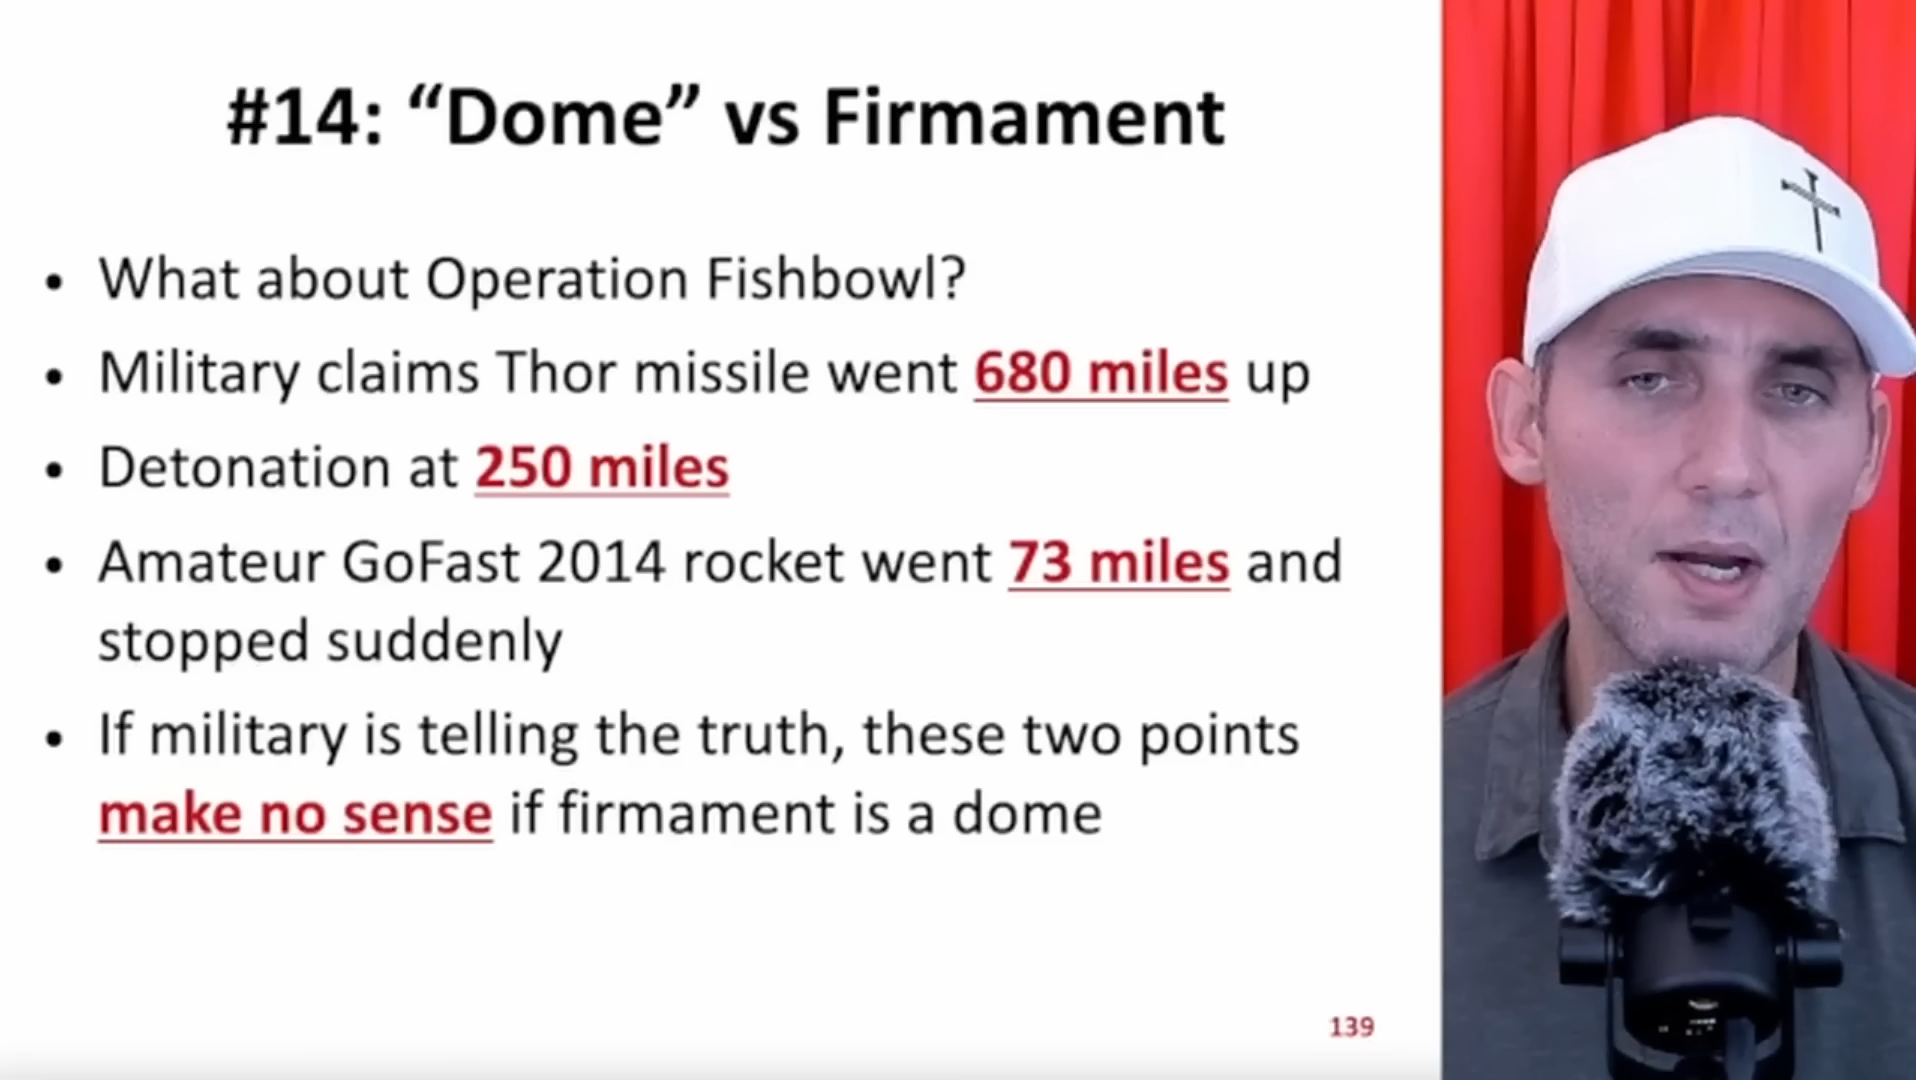 #14: “Dome” vs Firmament
• What about Operation Fishbowl?
• Military claims Thor missile went 680 miles up
• Detonation at 250 miles
• Amateur GoFast 2014 rocket went 73 miles and
stopped suddenly
• If military is telling the truth, these two points
make no sense if firmament is a dome
139